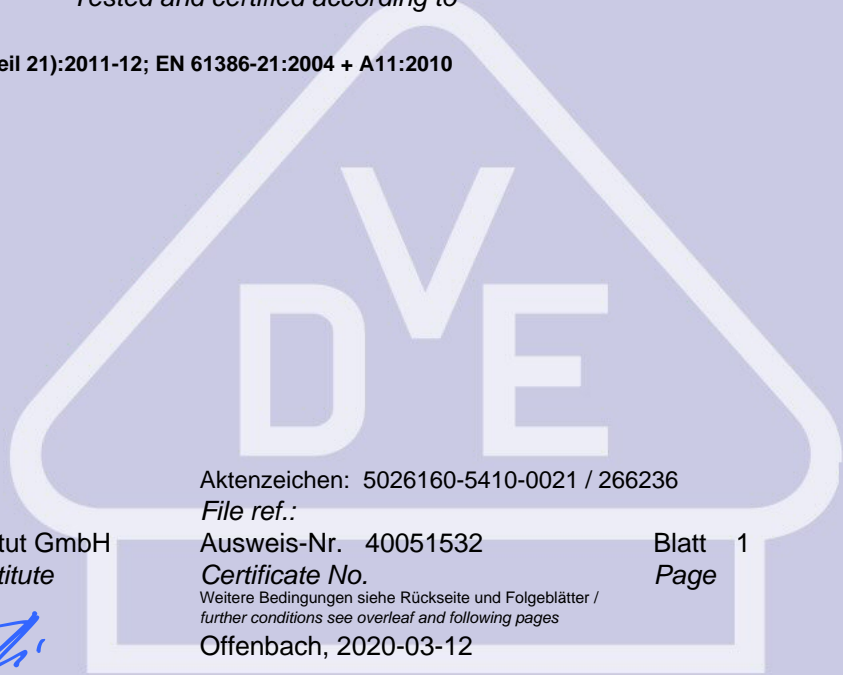 Tested and certified according to
eil 21):2011-12; EN 61386-21:2004 + A11:2010
VDE
Aktenzeichen: 5026160-5410-0021 / 266236
File ref.:
tut GmbH Ausweis-Nr. 40051532 Blatt 1
titute Certificate No. Page
Weitere Bedingungen siehe Rückseite und Folgeblätter /
further conditions see overleaf and following pages
Offenbach, 2020-03-12